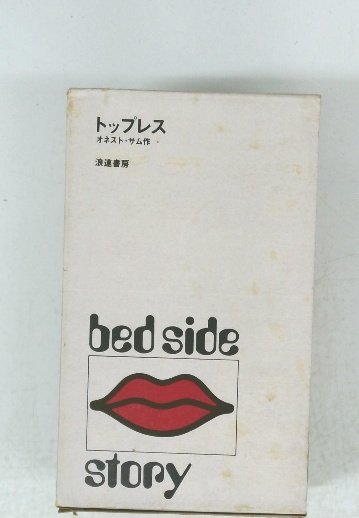 トップレス
オネスト・サム作
浪速書房
bed side
story